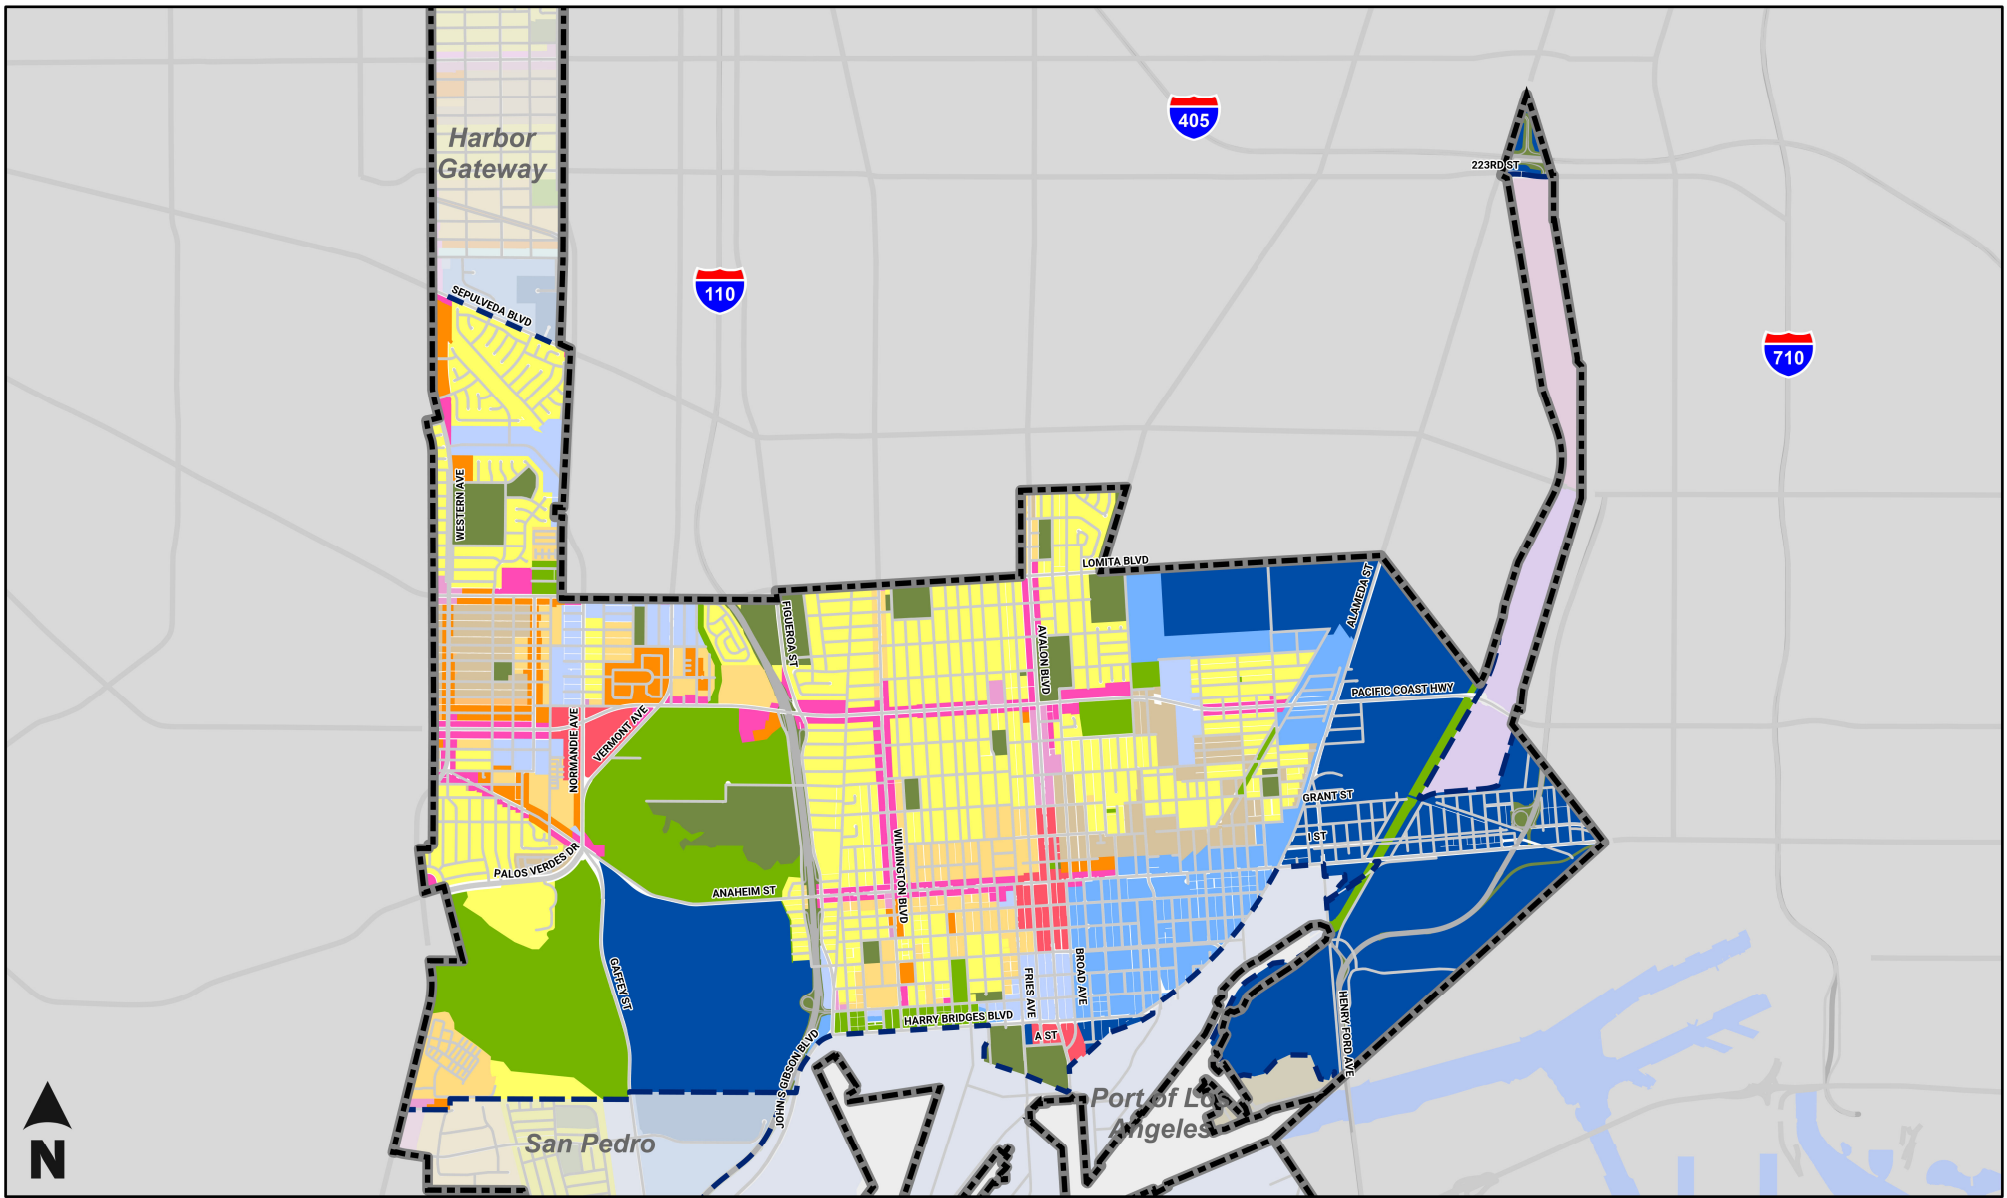 Harbor
Gateway
405
223RD ST
110
SEPULVEDA BLVD
710
WESTERN AVE
LOMITA BLVD
ALAMEDA ST
FIGUEROA ST
AVALON BLVD
PACIFIC COAST HWY
NORMANDIE AVE
VERMONT AVE
GRANT ST
I ST
PALOS VERDES DR
ANAHEIM ST
WILMINGTON BLVD
GAFFEY ST
FRIES AVE
BROAD AVE
HENRY FORD AVE
HARRY BRIDGES BLVD
A ST
JOHN S GIBSON BLVD
Port of Los
Angeles
San Pedro
N